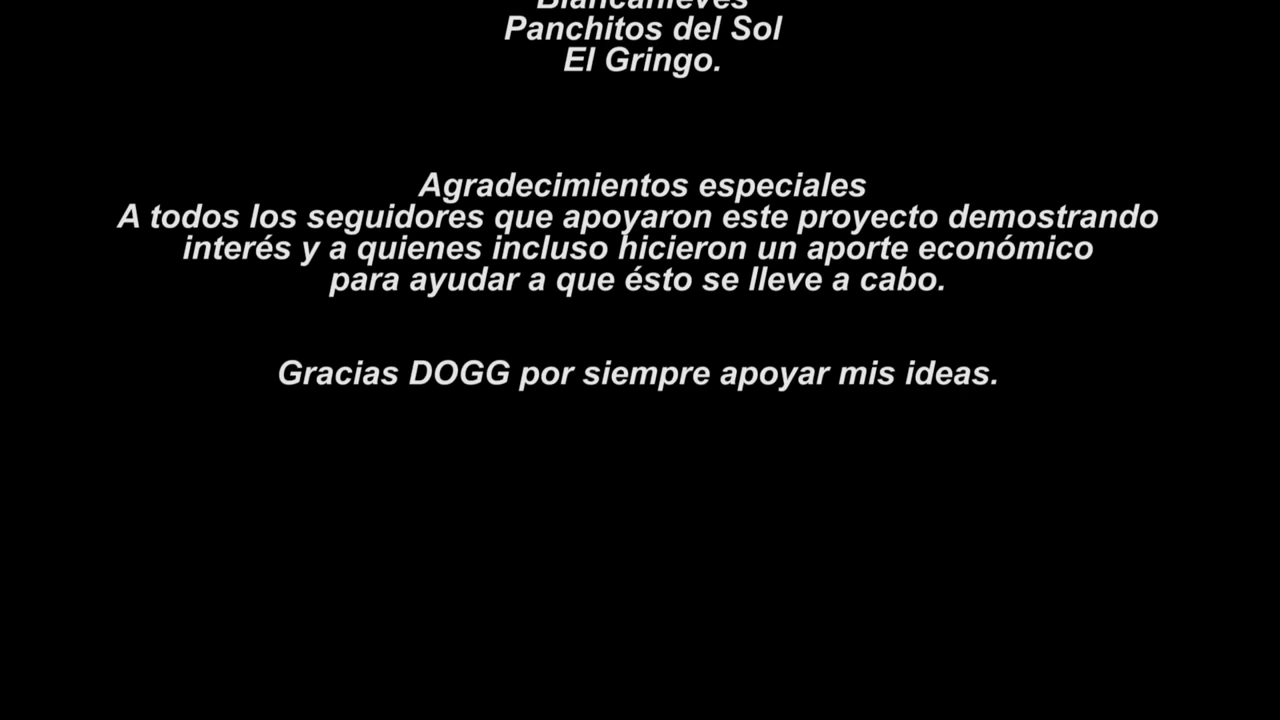 Blancanieves
Panchitos del Sol
El Gringo.
Agradecimientos especiales
A todos los seguidores que apoyaron este proyecto demostrando
interés y a quienes incluso hicieron un aporte económico
para ayudar a que ésto se lleve a cabo.
Gracias DOGG por siempre apoyar mis ideas.